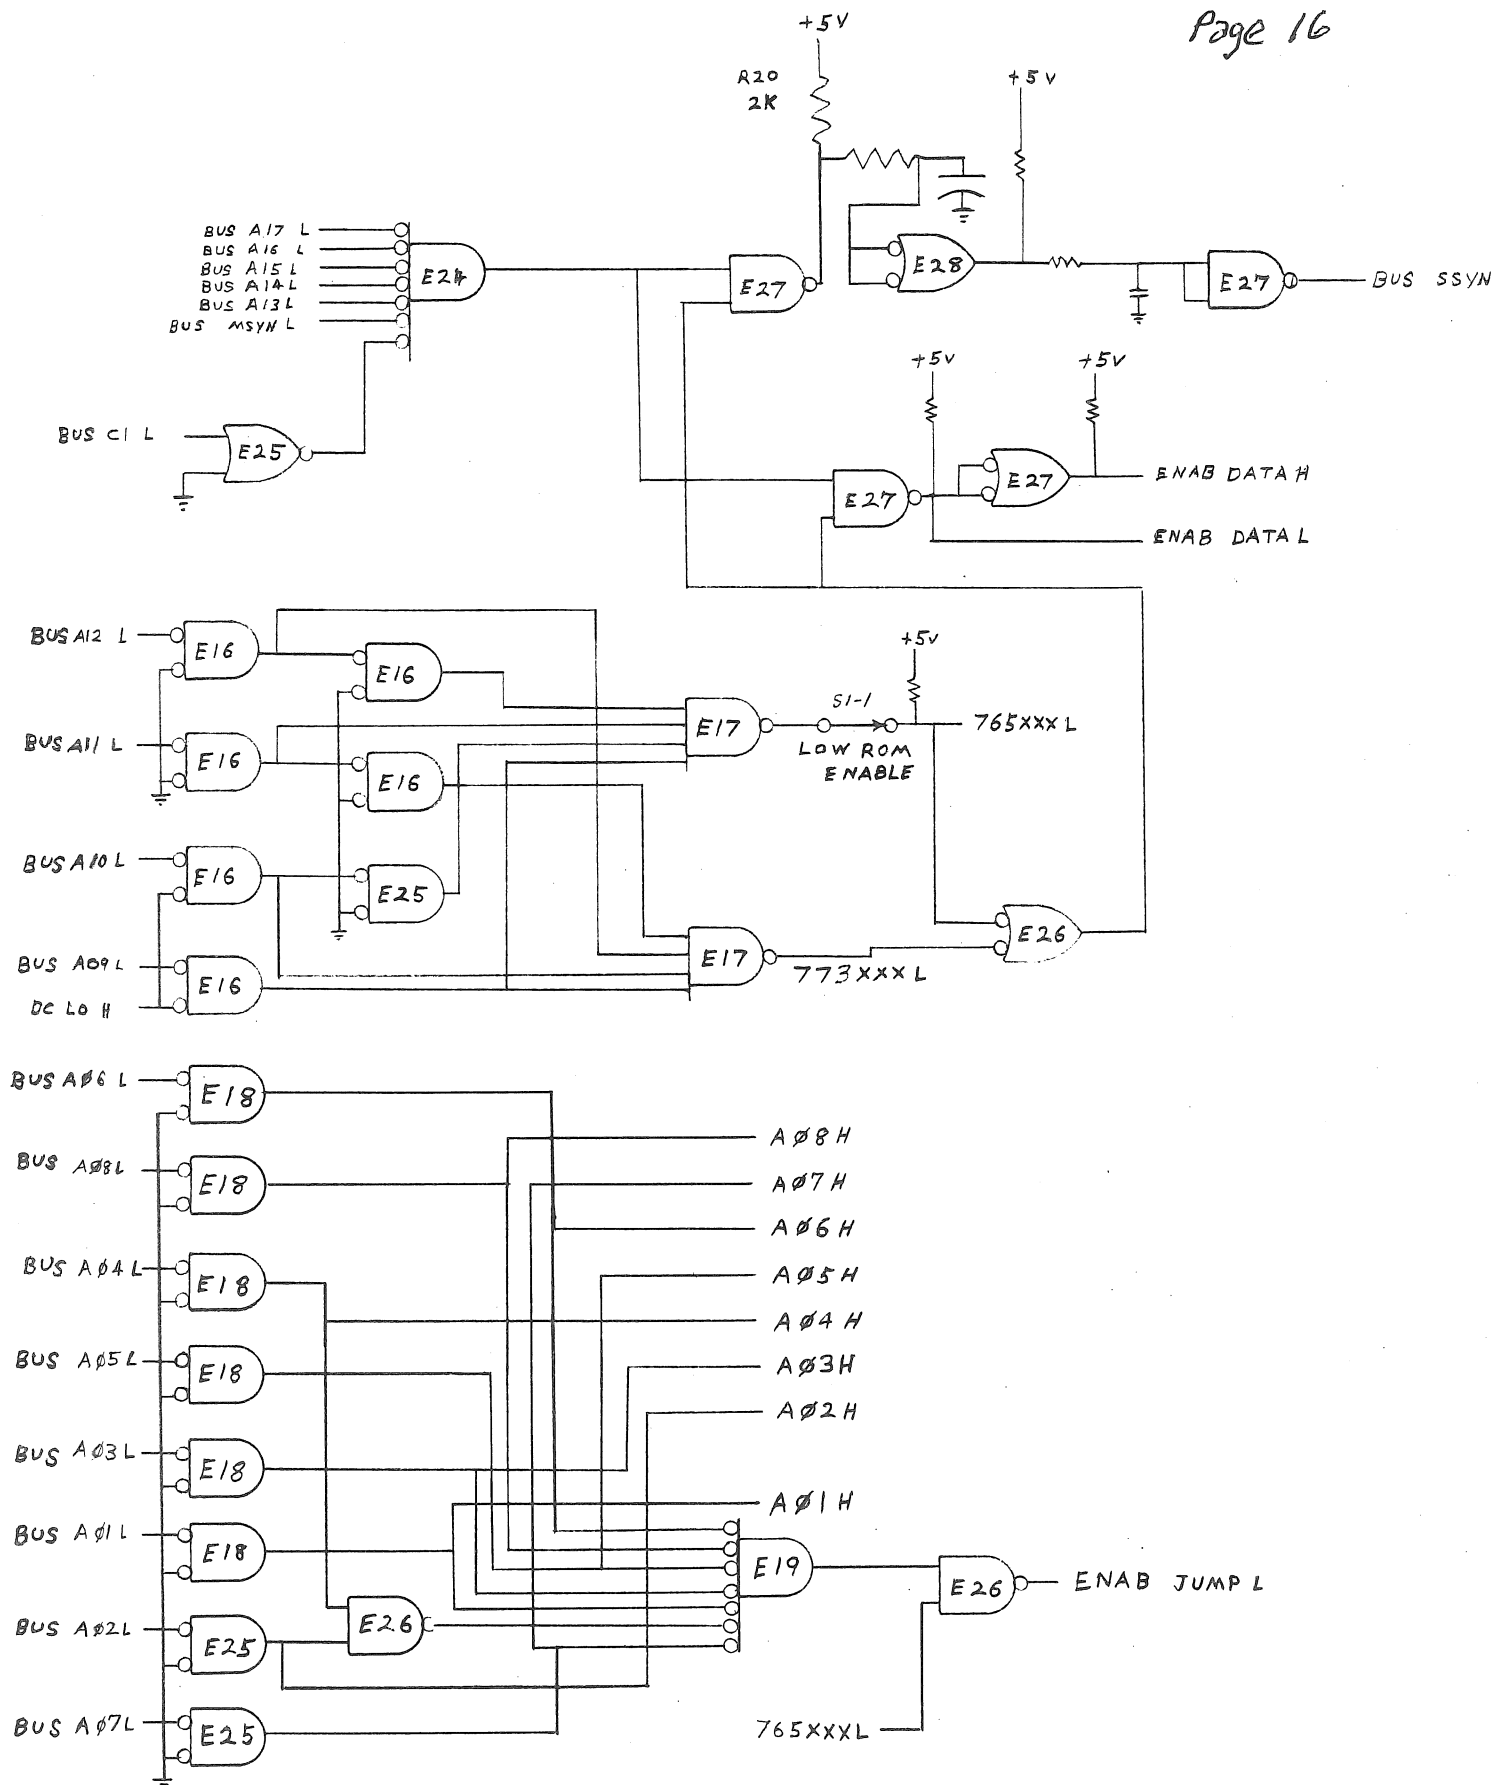 Page 16
+5V
R20
2K
+5V
BUS A17 L
BUS A16 L
BUS A15 L
BUS A14 L
BUS A13 L
BUS MSYN L
E24
E27
E28
E27
BUS SSYN
+5V
+5V
BUS C1 L
E25
E27
E27
ENAB DATA H
ENAB DATA L
BUS A12 L
E16
E16
+5V
S1-1
BUS A11 L
E16
E17
765XXX L
LOW ROM
ENABLE
E16
BUS A10 L
E16
E25
E26
BUS A09 L
E16
E17
773XXX L
DC LO H
BUS AØ6 L
E18
AØ8 H
BUS AØ8 L
E18
AØ7 H
AØ6 H
BUS AØ4 L
E18
AØ5 H
AØ4 H
BUS AØ5 L
E18
AØ3 H
AØ2 H
BUS AØ3 L
E18
AØ1 H
BUS AØ1 L
E18
E19
E26
ENAB JUMP L
BUS AØ2 L
E25
E26
BUS AØ7 L
E25
765XXX L